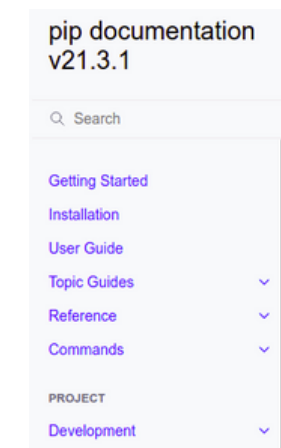 pip documentation
v21.3.1
Search
Getting Started
Installation
User Guide
Topic Guides
Reference
Commands
PROJECT
Development